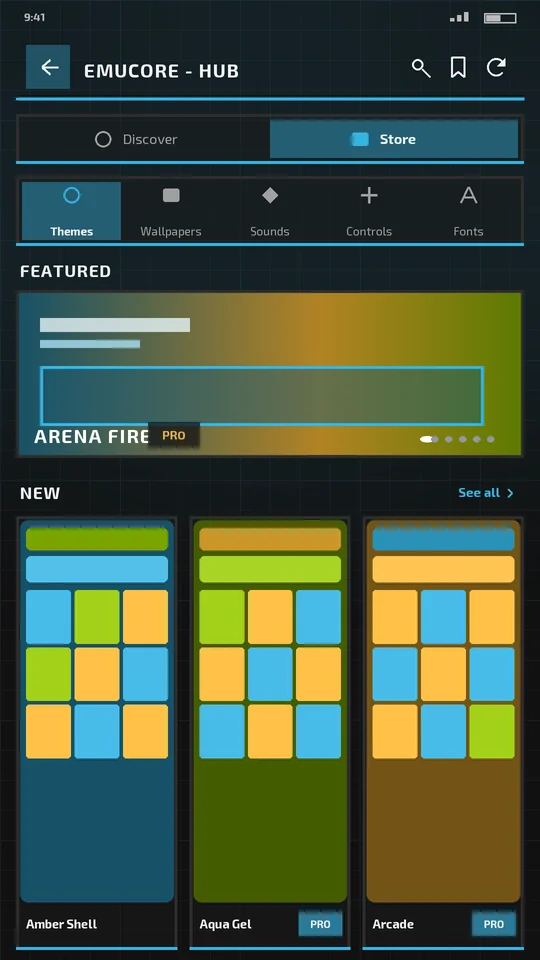 9:41
EMUCORE - HUB
Discover
Store
Themes
Wallpapers
Sounds
Controls
Fonts
FEATURED
ARENA FIRE
PRO
NEW
See all
Amber Shell
Aqua Gel
PRO
Arcade
PRO